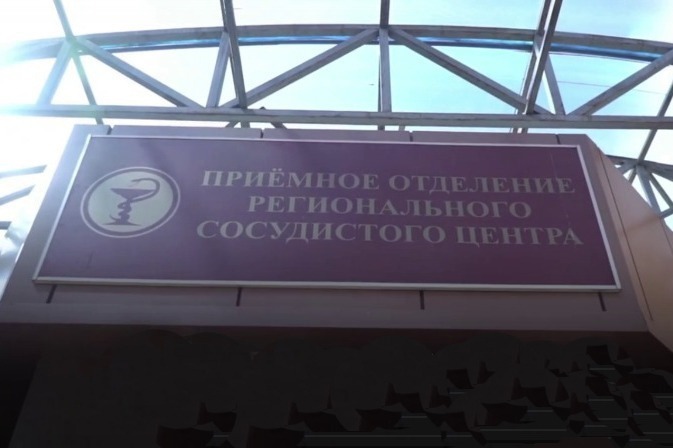 ПРИЁМНОЕ ОТДЕЛЕНИЕ
РЕГИОНАЛЬНОГО
СОСУДИСТОГО ЦЕНТРА